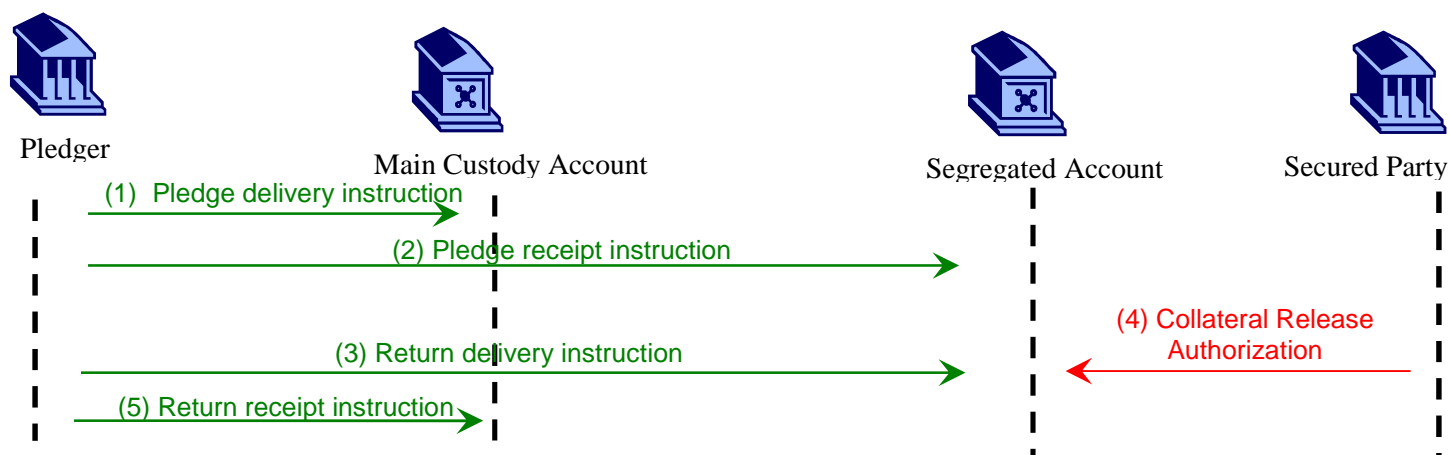 Pledger
Main Custody Account
Segregated Account
Secured Party
(1) Pledge delivery instruction
(2) Pledge receipt instruction
(3) Return delivery instruction
(4) Collateral Release
Authorization
(5) Return receipt instruction